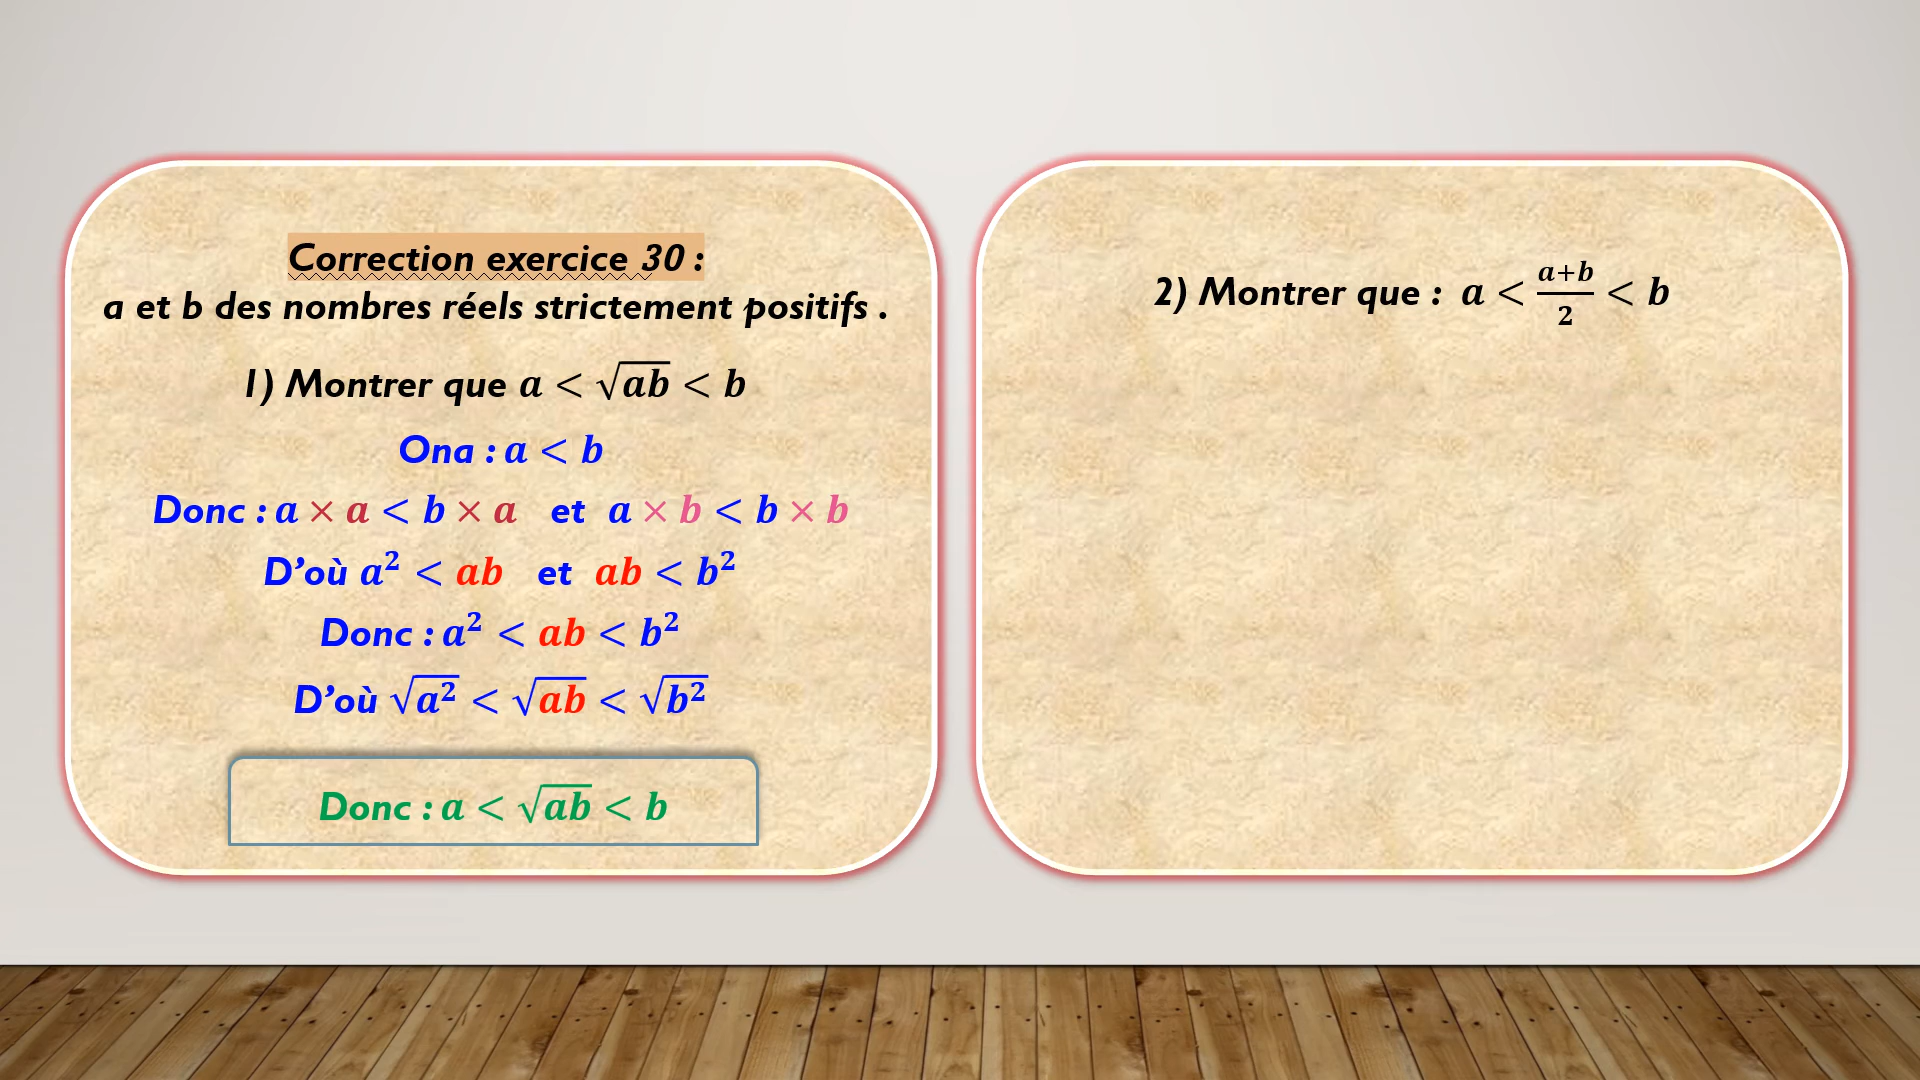 Correction exercice 30 :
a et b des nombres réels strictement positifs .
1) Montrer que a < √ab < b
Ona : a < b
Donc : a × a < b × a et a × b < b × b
D’où a² < ab et ab < b²
Donc : a² < ab < b²
D’où √a² < √ab < √b²
Donc : a < √ab < b
2) Montrer que : a < (a+b)/2 < b